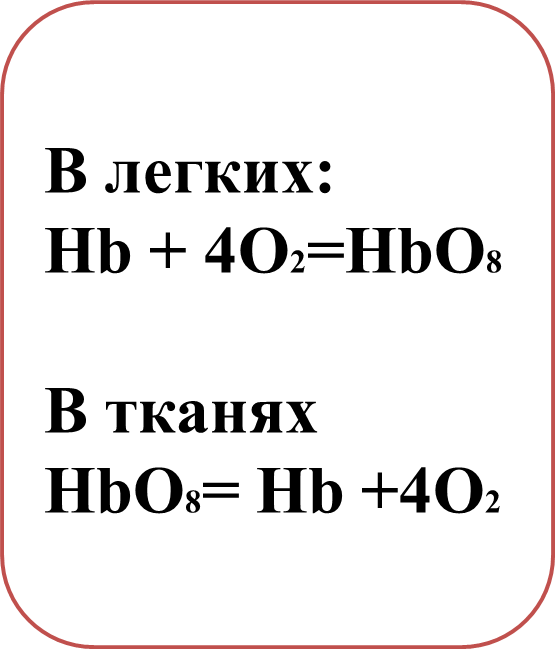 В легких:
Hb + 4O₂=HbO₈
В тканях
HbO₈= Hb +4O₂